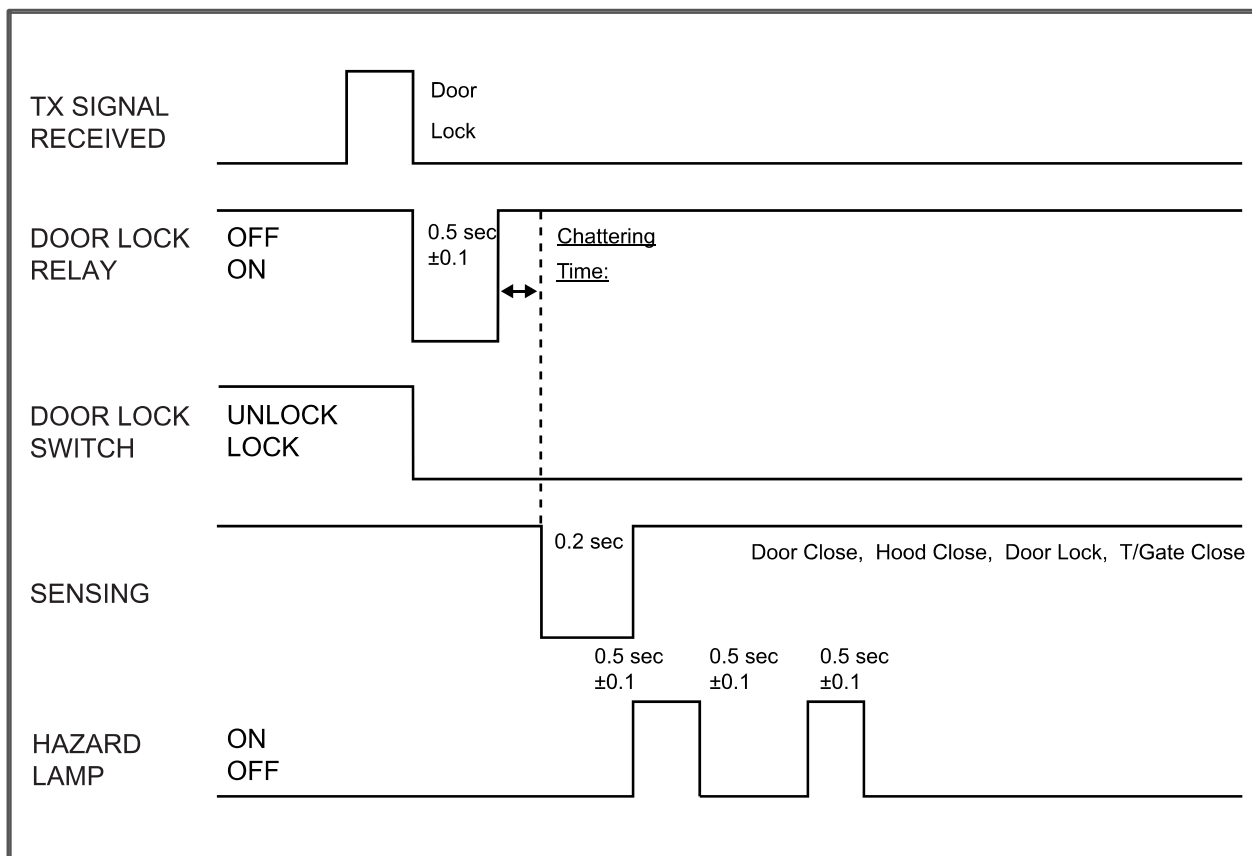 TX SIGNAL
RECEIVED
Door
Lock
DOOR LOCK
RELAY
OFF
ON
0.5 sec
±0.1
Chattering
Time:
DOOR LOCK
SWITCH
UNLOCK
LOCK
SENSING
0.2 sec
Door Close, Hood Close, Door Lock, T/Gate Close
HAZARD
LAMP
ON
OFF
0.5 sec
±0.1
0.5 sec
±0.1
0.5 sec
±0.1